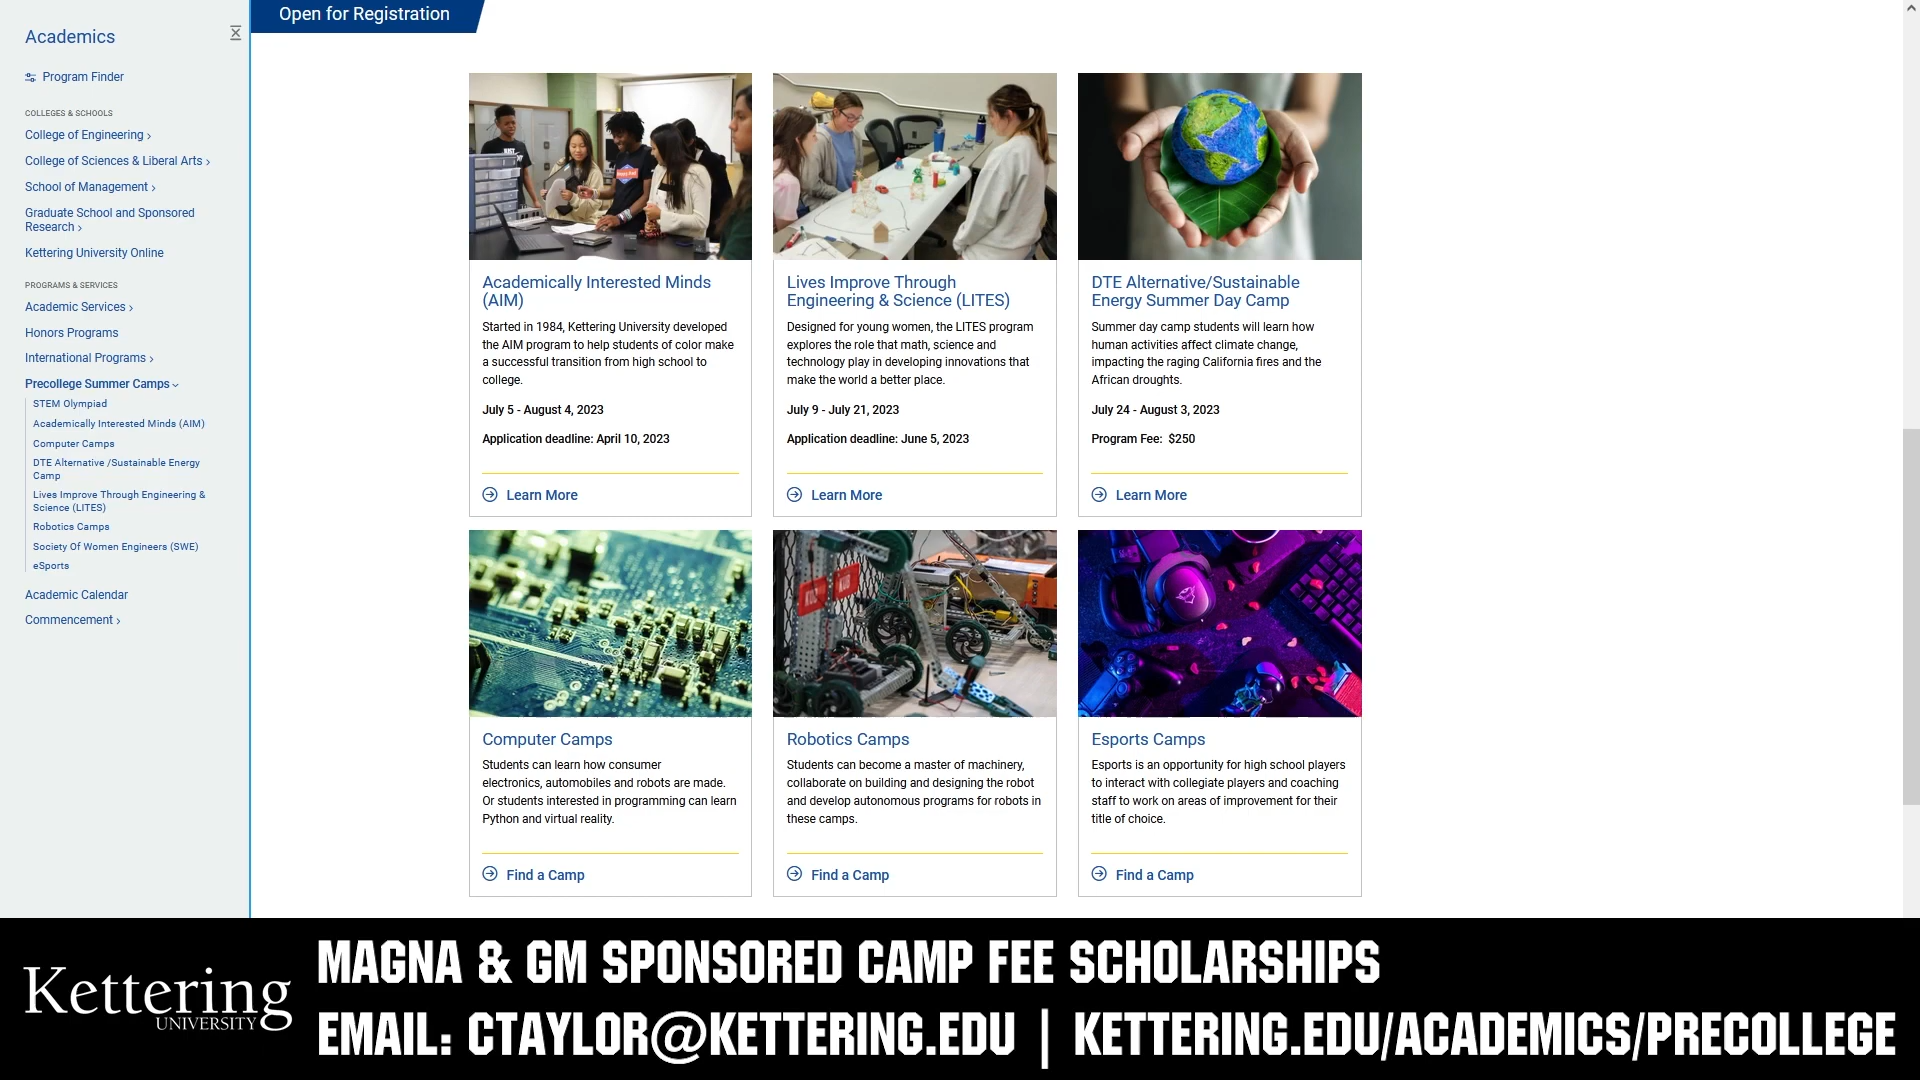 Open for Registration
Academics
Program Finder
COLLEGES & SCHOOLS
College of Engineering
College of Sciences & Liberal Arts
School of Management
Graduate School and Sponsored
Research
Kettering University Online
PROGRAMS & SERVICES
Academic Services
Honors Programs
International Programs
Precollege Summer Camps
STEM Olympiad
Academically Interested Minds (AIM)
Computer Camps
DTE Alternative /Sustainable Energy
Camp
Lives Improve Through Engineering &
Science (LITES)
Robotics Camps
Society Of Women Engineers (SWE)
eSports
Academic Calendar
Commencement
Academically Interested Minds
(AIM)
Started in 1984, Kettering University developed
the AIM program to help students of color make
a successful transition from high school to
college.
July 5 - August 4, 2023
Application deadline: April 10, 2023
Learn More
Lives Improve Through
Engineering & Science (LITES)
Designed for young women, the LITES program
explores the role that math, science and
technology play in developing innovations that
make the world a better place.
July 9 - July 21, 2023
Application deadline: June 5, 2023
Learn More
DTE Alternative/Sustainable
Energy Summer Day Camp
Summer day camp students will learn how
human activities affect climate change,
impacting the raging California fires and the
African droughts.
July 24 - August 3, 2023
Program Fee: $250
Learn More
Computer Camps
Students can learn how consumer
electronics, automobiles and robots are made.
Or students interested in programming can learn
Python and virtual reality.
Find a Camp
Robotics Camps
Students can become a master of machinery,
collaborate on building and designing the robot
and develop autonomous programs for robots in
these camps.
Find a Camp
Esports Camps
Esports is an opportunity for high school players
to interact with collegiate players and coaching
staff to work on areas of improvement for their
title of choice.
Find a Camp
Kettering
UNIVERSITY
MAGNA & GM SPONSORED CAMP FEE SCHOLARSHIPS
EMAIL: CTAYLOR@KETTERING.EDU | KETTERING.EDU/ACADEMICS/PRECOLLEGE